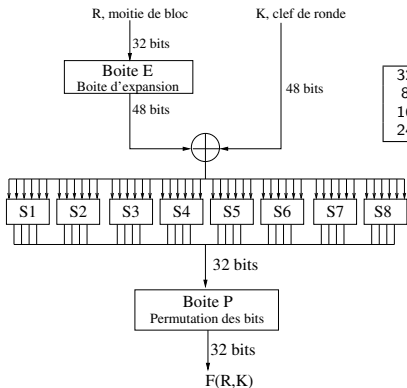 R, moitie de bloc
K, clef de ronde
32 bits
Boite E
Boite d'expansion
48 bits
48 bits
S1 S2 S3 S4 S5 S6 S7 S8
32 bits
Boite P
Permutation des bits
32 bits
F(R,K)